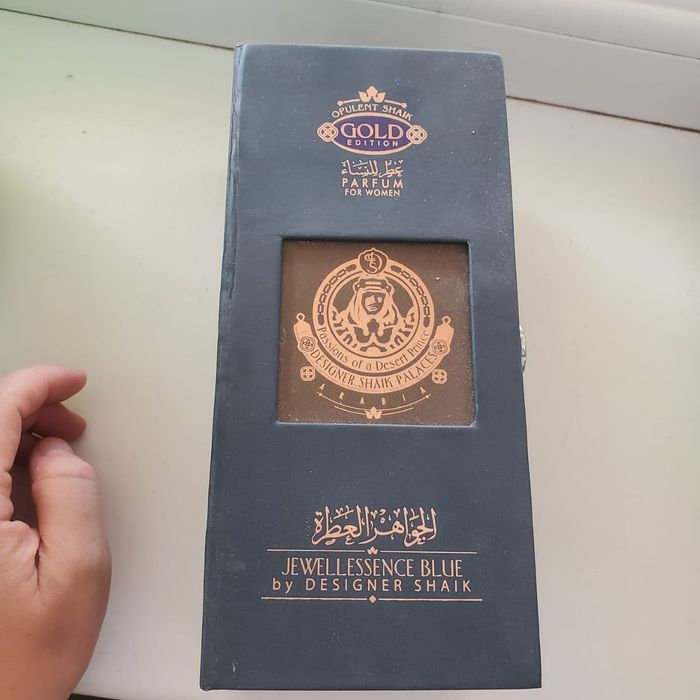 OPULENT SHAIK
GOLD
EDITION
عطر للنساء
PARFUM
FOR WOMEN
Passions of a Desert Prince
DESIGNER SHAIK PALACES
ARABIA
الجواهر العطرة
JEWELLESSENCE BLUE
by DESIGNER SHAIK